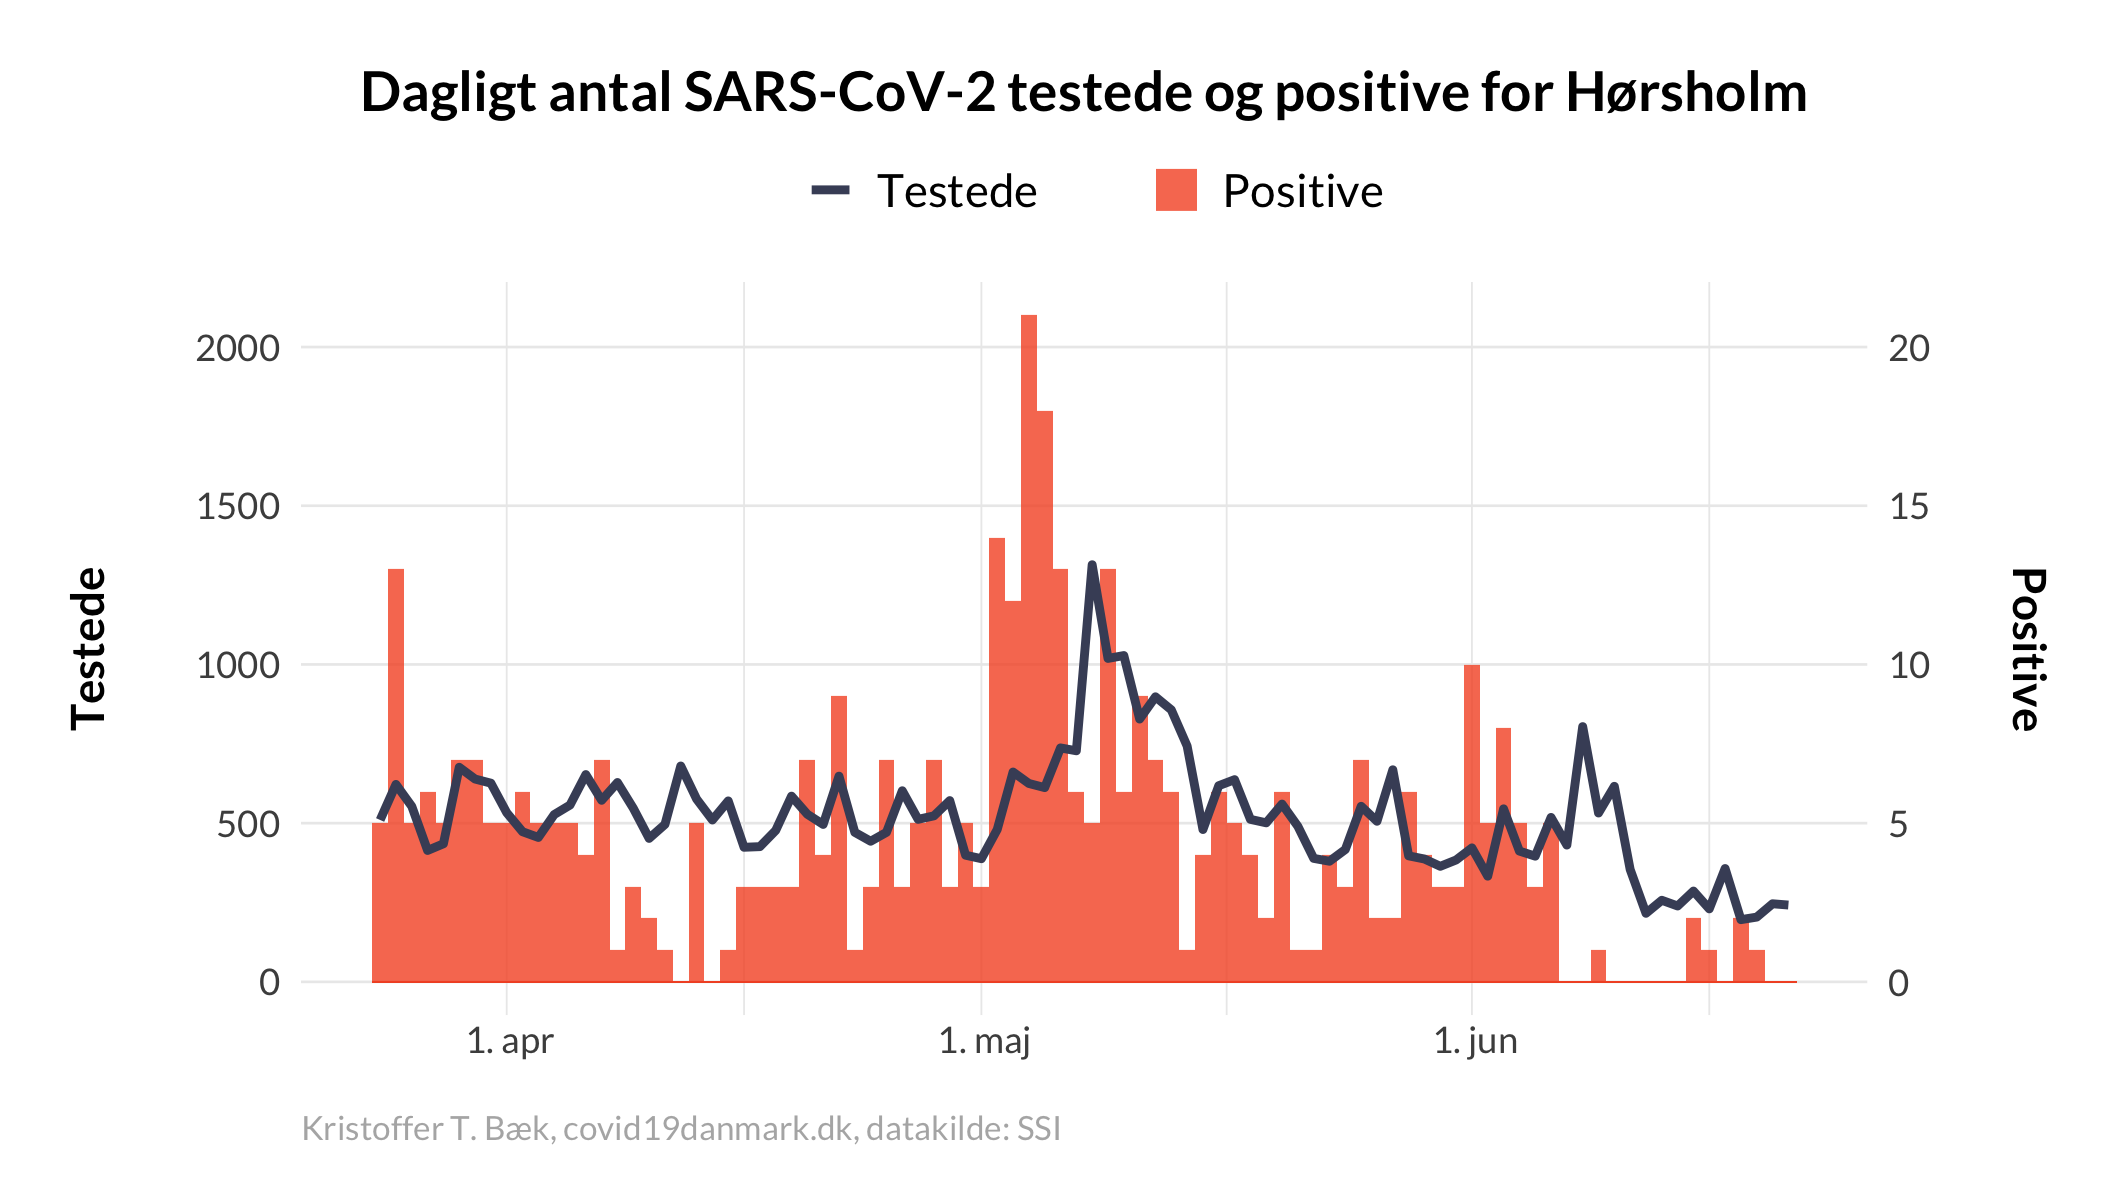 Dagligt antal SARS-CoV-2 testede og positive for Hørsholm
Testede Positive
2000 20
1500 15
1000 10
500 5
0 0
Testede
Positive
1. apr 1. maj 1. jun
Kristoffer T. Bæk, covid19danmark.dk, datakilde: SSI